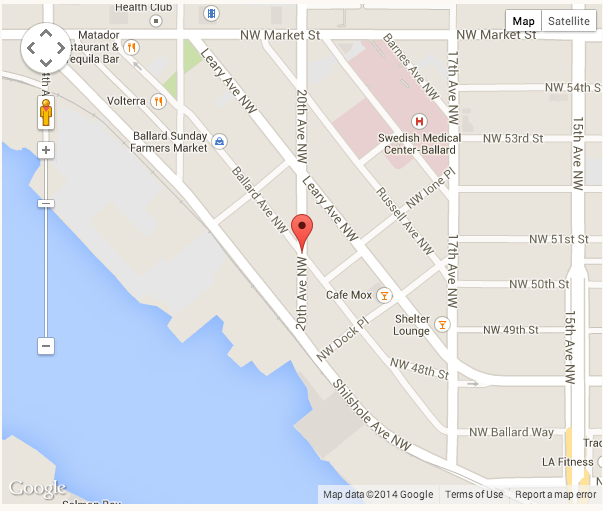 Health Club
Map
Satellite
Matador
Restaurant &
Tequila Bar
NW Market St
NW Market St
Barnes Ave NW
17th Ave NW
Leary Ave NW
20th Ave NW
NW 54th St
Volterra
Ballard Sunday
Farmers Market
Swedish Medical
Center-Ballard
NW 53rd St
15th Ave NW
Ballard Ave NW
Leary Ave NW
Russell Ave NW
NW Ione Pl
17th Ave NW
NW 51st St
20th Ave NW
Cafe Mox
NW 50th St
Shelter
Lounge
NW 49th St
15th Ave NW
NW Dock Pl
NW 48th St
Shilshole Ave NW
NW Ballard Way
LA Fitness
Google
Map data ©2014 Google
Terms of Use
Report a map error